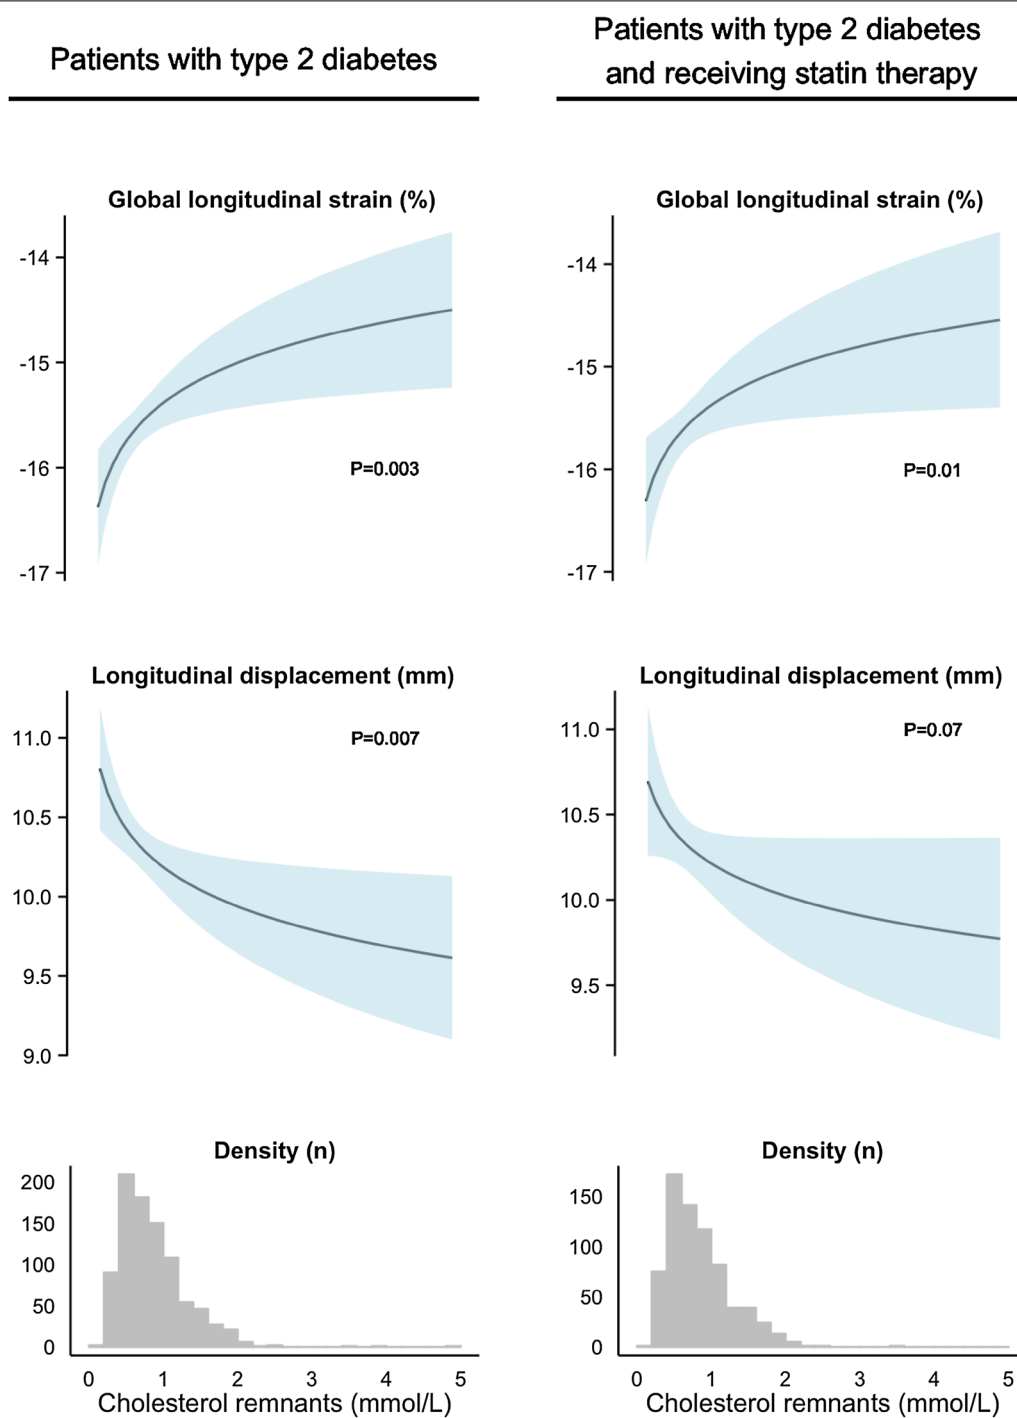 Patients with type 2 diabetes
Patients with type 2 diabetes
and receiving statin therapy
Global longitudinal strain (%)
-14
-15
-16
-17
P=0.003
Global longitudinal strain (%)
-14
-15
-16
-17
P=0.01
Longitudinal displacement (mm)
11.0
10.5
10.0
9.5
9.0
P=0.007
Longitudinal displacement (mm)
11.0
10.5
10.0
9.5
P=0.07
Density (n)
200
150
100
50
0
0 1 2 3 4 5
Cholesterol remnants (mmol/L)
Density (n)
150
100
50
0
0 1 2 3 4 5
Cholesterol remnants (mmol/L)